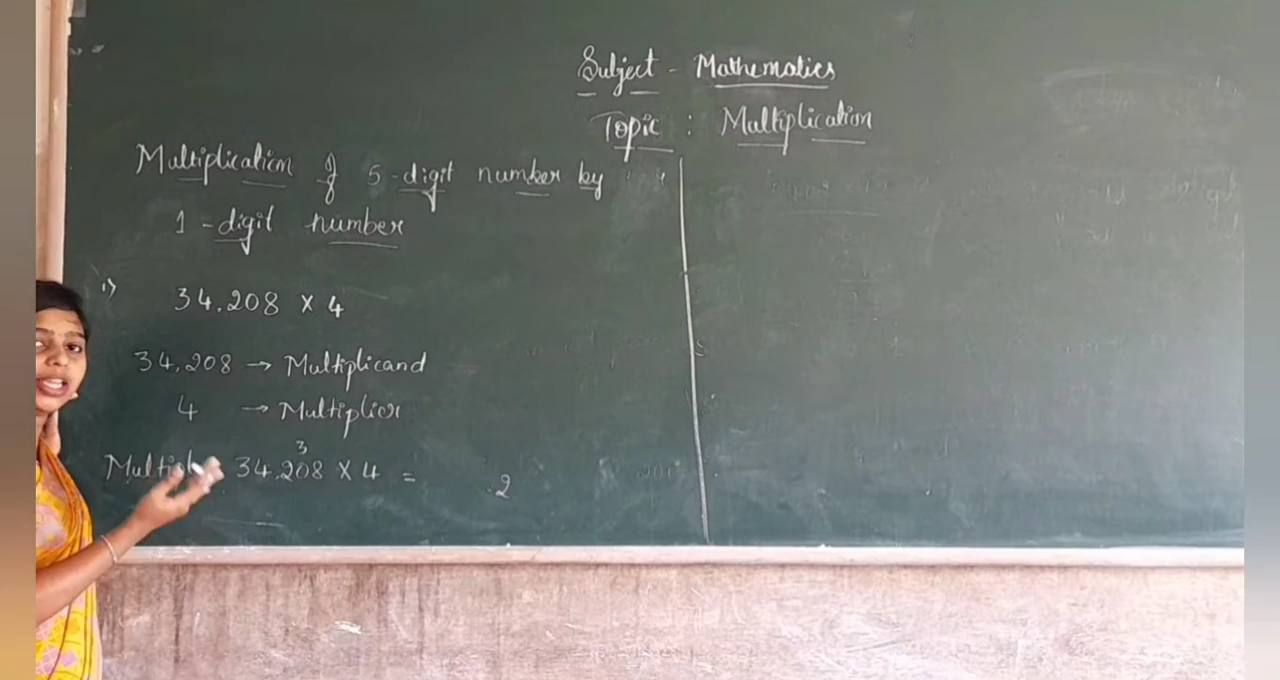 Subject - Mathematics
Topic : Multiplication
Multiplication of 5-digit number by
1-digit number
1) 34.208 x 4
34.208 → Multiplicand
4 → Multiplier
3
34.208 x 4 = 2